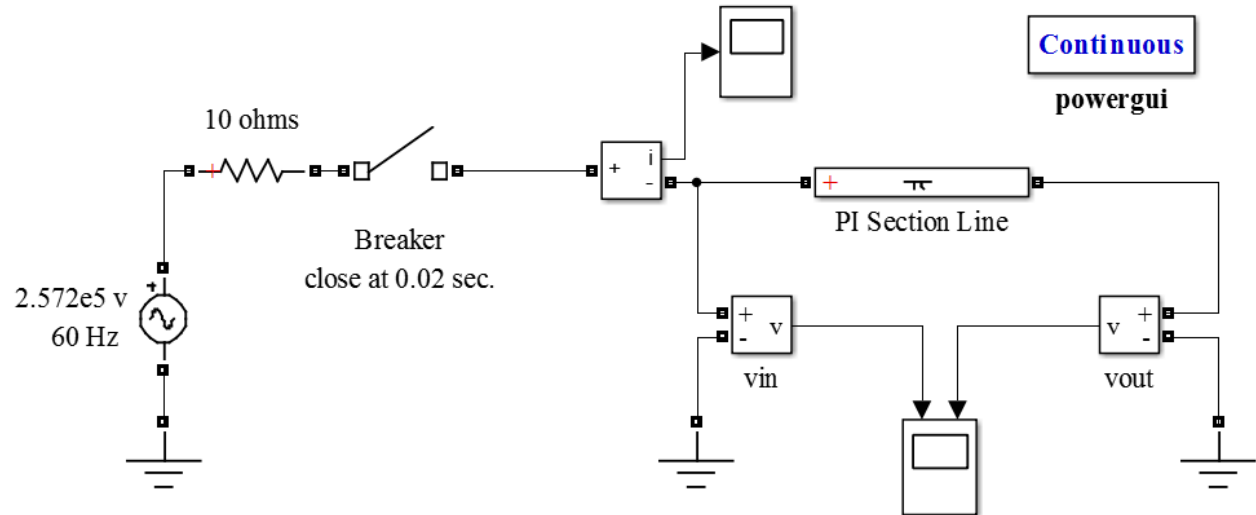 Continuous
powergui
10 ohms
i
+
-
+
PI Section Line
Breaker
close at 0.02 sec.
+
2.572e5 v
60 Hz
+
-
v
vin
v
+
-
vout